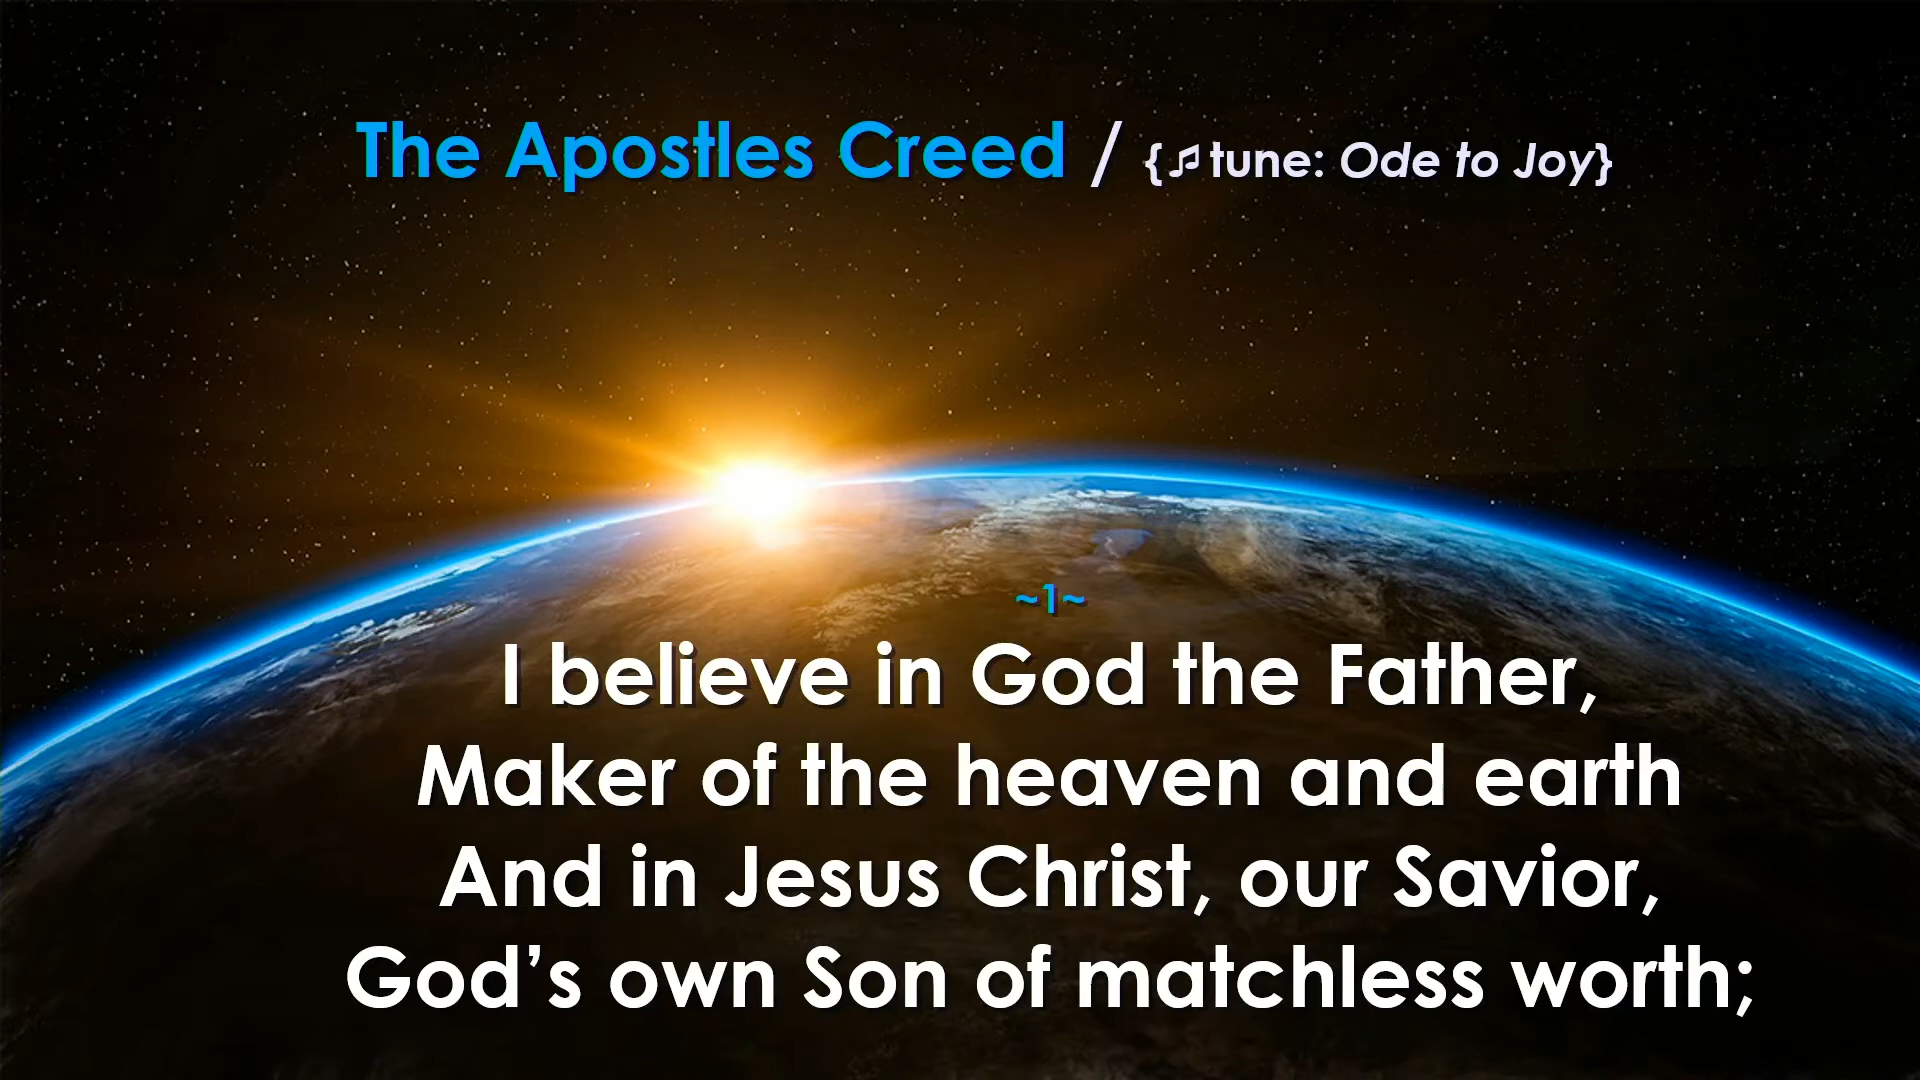 The Apostles Creed / {♫tune: Ode to Joy}
~1~
I believe in God the Father,
Maker of the heaven and earth
And in Jesus Christ, our Savior,
God’s own Son of matchless worth;